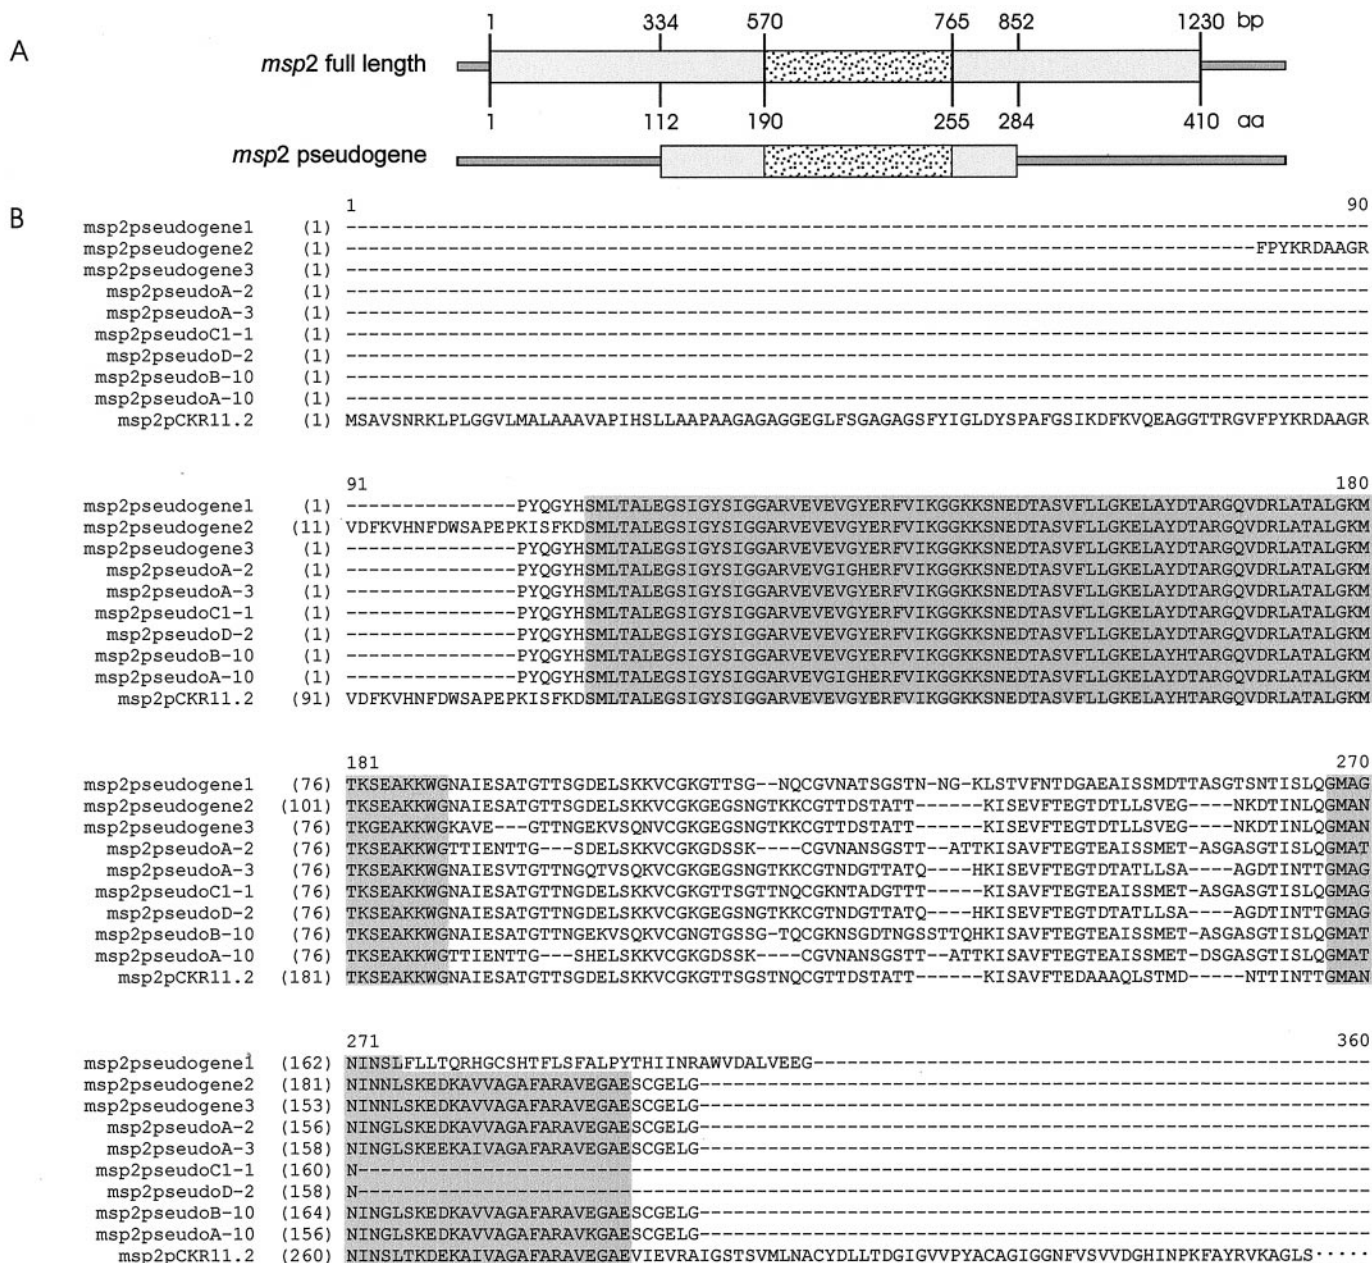 A
1 334 570 765 852 1230 bp
msp2 full length
1 112 190 255 284 410 aa
msp2 pseudogene
B
1 90
msp2pseudogene1 (1) ------------------------------------------------------------------------------------------
msp2pseudogene2 (1) --------------------------------------------------------------------------------FPYKRDAAGR
msp2pseudogene3 (1) ------------------------------------------------------------------------------------------
msp2pseudoA-2 (1) ------------------------------------------------------------------------------------------
msp2pseudoA-3 (1) ------------------------------------------------------------------------------------------
msp2pseudoC1-1 (1) ------------------------------------------------------------------------------------------
msp2pseudoD-2 (1) ------------------------------------------------------------------------------------------
msp2pseudoB-10 (1) ------------------------------------------------------------------------------------------
msp2pseudoA-10 (1) ------------------------------------------------------------------------------------------
msp2pCKR11.2 (1) MSAVSNRKLPLGGVLMALAAAVAPIHSLLAAPAAGAGAGGEGLFSGAGAGSFYIGLDYSPAFGSIKDFKVQEAGGTTRGVFPYKRDAAGR
91 180
msp2pseudogene1 (1) ---------------PYQGYHSMLTALEGSIGYSIGGARVEVEVGYERFVIKGGKKSNEDTASVFLLGKELAYDTARGQVDRLATALGKM
msp2pseudogene2 (11) VDFKVHNFDWSAPEPKISFKDSMLTALEGSIGYSIGGARVEVEVGYERFVIKGGKKSNEDTASVFLLGKELAYDTARGQVDRLATALGKM
msp2pseudogene3 (1) ---------------PYQGYHSMLTALEGSIGYSIGGARVEVEVGYERFVIKGGKKSNEDTASVFLLGKELAYDTARGQVDRLATALGKM
msp2pseudoA-2 (1) ---------------PYQGYHSMLTALEGSIGYSIGGARVEVGIGHERFVIKGGKKSNEDTASVFLLGKELAYDTARGQVDRLATALGKM
msp2pseudoA-3 (1) ---------------PYQGYHSMLTALEGSIGYSIGGARVEVEVGYERFVIKGGKKSNEDTASVFLLGKELAYDTARGQVDRLATALGKM
msp2pseudoC1-1 (1) ---------------PYQGYHSMLTALEGSIGYSIGGARVEVEVGYERFVIKGGKKSNEDTASVFLLGKELAYDTARGQVDRLATALGKM
msp2pseudoD-2 (1) ---------------PYQGYHSMLTALEGSIGYSIGGARVEVEVGYERFVIKGGKKSNEDTASVFLLGKELAYDTARGQVDRLATALGKM
msp2pseudoB-10 (1) ---------------PYQGYHSMLTALEGSIGYSIGGARVEVEVGYERFVIKGGKKSNEDTASVFLLGKELAYHTARGQVDRLATALGKM
msp2pseudoA-10 (1) ---------------PYQGYHSMLTALEGSIGYSIGGARVEVGIGHERFVIKGGKKSNEDTASVFLLGKELAYDTARGQVDRLATALGKM
msp2pCKR11.2 (91) VDFKVHNFDWSAPEPKISFKDSMLTALEGSIGYSIGGARVEVEVGYERFVIKGGKKSNEDTASVFLLGKELAYHTARGQVDRLATALGKM
181 270
msp2pseudogene1 (76) TKSEAKKWGNAIESATGTTSGDELSKKVCGKGTTSG--NQCGVNATSGSTN-NG-KLSTVFNTDGAEAISSMDTTASGTSNTISLQGMAG
msp2pseudogene2 (101) TKSEAKKWGNAIESATGTTSGDELSKKVCGKGEGSNGTKKCGTTDSTATT------KISEVFTEGTDTLLSVEG----NKDTINLQGMAN
msp2pseudogene3 (76) TKGEAKKWGKAVE---GTTNGEKVSQNVCGKGEGSNGTKKCGTTDSTATT------KISEVFTEGTDTLLSVEG----NKDTINLQGMAN
msp2pseudoA-2 (76) TKSEAKKWGTTIENTTG---SDELSKKVCGKGDSSK----CGVNANSGSTT--ATTKISAVFTEGTEAISSMET-ASGASGTISLQGMAT
msp2pseudoA-3 (76) TKSEAKKWGNAIESVTGTTNGQTVSQKVCGKGEGSNGTKKCGTNDGTTATQ----HKISEVFTEGTDTATLLSA----AGDTINTTGMAG
msp2pseudoC1-1 (76) TKSEAKKWGNAIESATGTTNGDELSKKVCGKGTTSGTTNQCGKNTADGTTT-----KISAVFTEGTEAISSMET-ASGASGTISLQGMAG
msp2pseudoD-2 (76) TKSEAKKWGNAIESATGTTNGDELSKKVCGKGEGSNGTKKCGTNDGTTATQ----HKISEVFTEGTDTATLLSA----AGDTINTTGMAG
msp2pseudoB-10 (76) TKSEAKKWGNAIESATGTTNGEKVSQKVCGNGTGSSG-TQCGKNSGDTNGSSTTQHKISAVFTEGTEAISSMET-ASGASGTISLQGMAT
msp2pseudoA-10 (76) TKSEAKKWGTTIENTTG---SHELSKKVCGKGDSSK----CGVNANSGSTT--ATTKISAVFTEGTEAISSMET-DSGASGTISLQGMAT
msp2pCKR11.2 (181) TKSEAKKWGNAIESATGTTSGDELSKKVCGKGTTSGSTNQCGTTDSTATT------KISAVFTEDAAAQLSTMD-----NTTINTTGMAN
271 360
msp2pseudogene1 (162) NINSLFLLTQRHGCSHTFLSFALPYTHIINRAWVDALVEEG-------------------------------------------------
msp2pseudogene2 (181) NINNLSKEDKAVVAGAFARAVEGAESCGELG-----------------------------------------------------------
msp2pseudogene3 (153) NINNLSKEDKAVVAGAFARAVEGAESCGELG-----------------------------------------------------------
msp2pseudoA-2 (156) NINGLSKEDKAVVAGAFARAVEGAESCGELG-----------------------------------------------------------
msp2pseudoA-3 (158) NINGLSKEEKAIVAGAFARAVEGAESCGELG-----------------------------------------------------------
msp2pseudoC1-1 (160) N-----------------------------------------------------------------------------------------
msp2pseudoD-2 (158) N-----------------------------------------------------------------------------------------
msp2pseudoB-10 (164) NINGLSKEDKAVVAGAFARAVEGAESCGELG-----------------------------------------------------------
msp2pseudoA-10 (156) NINGLSKEDKAVVAGAFARAVKGAESCGELG-----------------------------------------------------------
msp2pCKR11.2 (260) NINSLTKDEKAIVAGAFARAVEGAEVIEVRAIGSTSVMLNACYDLLTDGIGVVPYACAGIGGNFVSVVDGHINPKFAYRVKAGLS·····